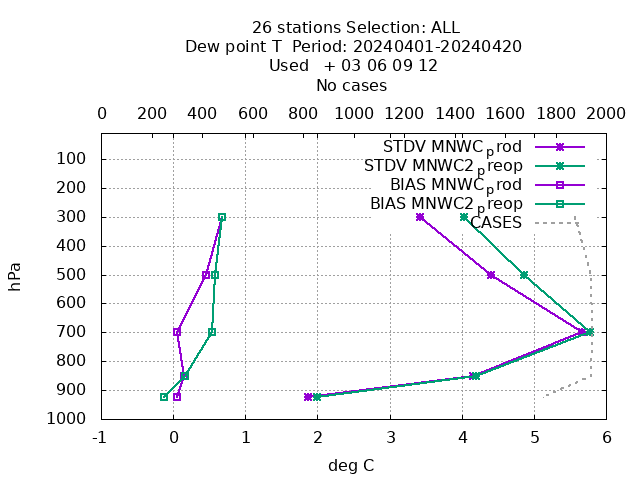 26 stations Selection: ALL
Dew point T  Period: 20240401-20240420
Used   + 03 06 09 12
No cases
0 200 400 600 800 1000 1200 1400 1600 1800 2000
STDV MNWC_prod
STDV MNWC2_preop
BIAS MNWC_prod
BIAS MNWC2_preop
CASES
hPa
100
200
300
400
500
600
700
800
900
1000
-1 0 1 2 3 4 5 6
deg C